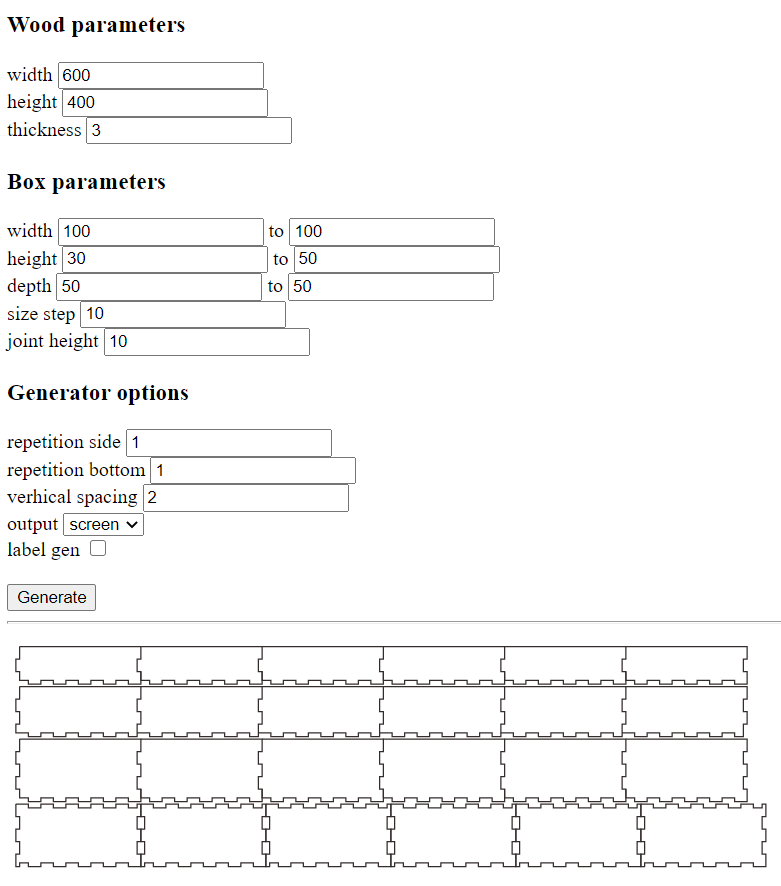 Wood parameters
width 600
height 400
thickness 3
Box parameters
width 100 to 100
height 30 to 50
depth 50 to 50
size step 10
joint height 10
Generator options
repetition side 1
repetition bottom 1
verhical spacing 2
output screen
label gen
Generate